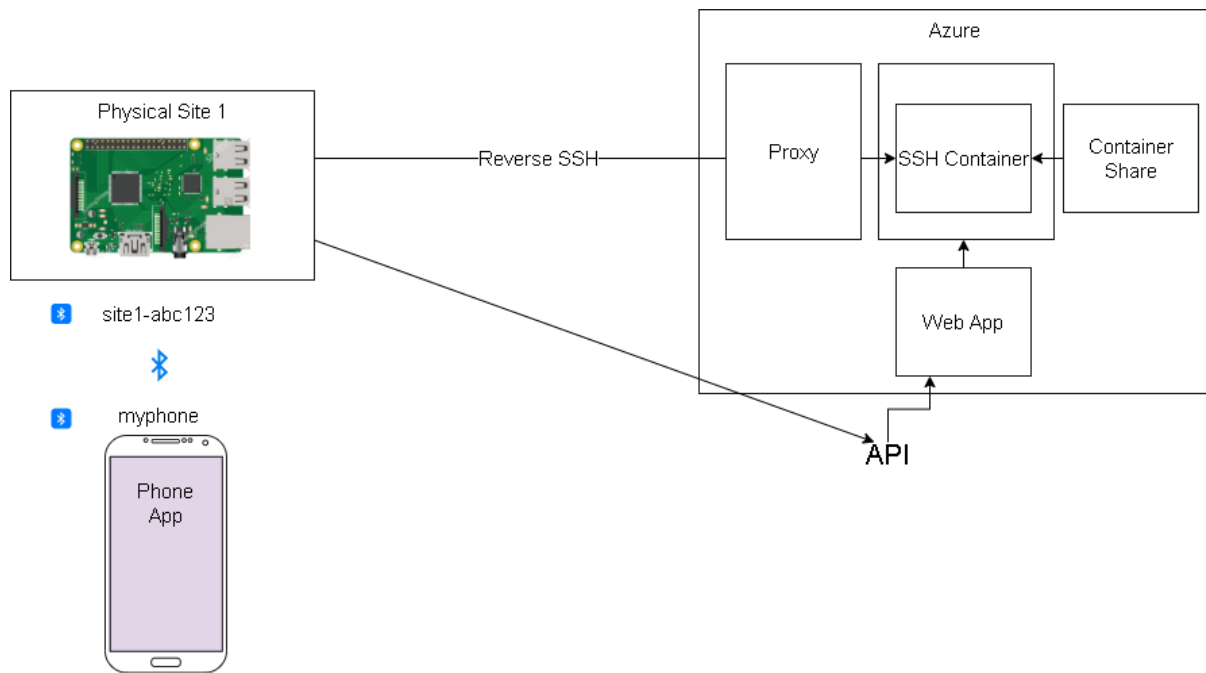 Azure
Physical Site 1
Reverse SSH
Proxy
SSH Container
Container
Share
site1-abc123
Web App
myphone
API
Phone
App